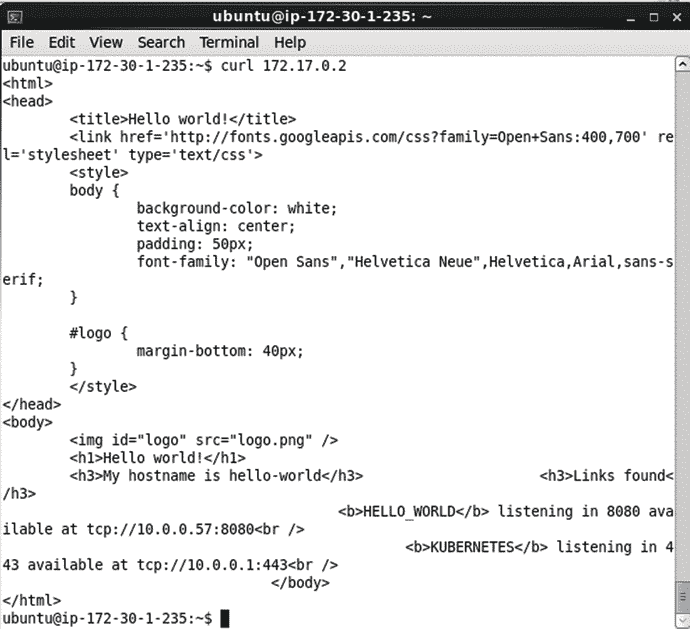 ubuntu@ip-172-30-1-235: ~
File Edit View Search Terminal Help
ubuntu@ip-172-30-1-235:~$ curl 172.17.0.2
<html>
<head>
        <title>Hello world!</title>
        <link href='http://fonts.googleapis.com/css?family=Open+Sans:400,700' re
l='stylesheet' type='text/css'>
        <style>
        body {
                background-color: white;
                text-align: center;
                padding: 50px;
                font-family: "Open Sans","Helvetica Neue",Helvetica,Arial,sans-s
erif;
        }

        #logo {
                margin-bottom: 40px;
        }
        </style>
</head>
<body>
        <img id="logo" src="logo.png" />
        <h1>Hello world!</h1>
        <h3>My hostname is hello-world</h3>                     <h3>Links found<
/h3>
                                        <b>HELLO_WORLD</b> listening in 8080 ava
ilable at tcp://10.0.0.57:8080<br />
                                                <b>KUBERNETES</b> listening in 4
43 available at tcp://10.0.0.1:443<br />
                                </body>
</html>
ubuntu@ip-172-30-1-235:~$